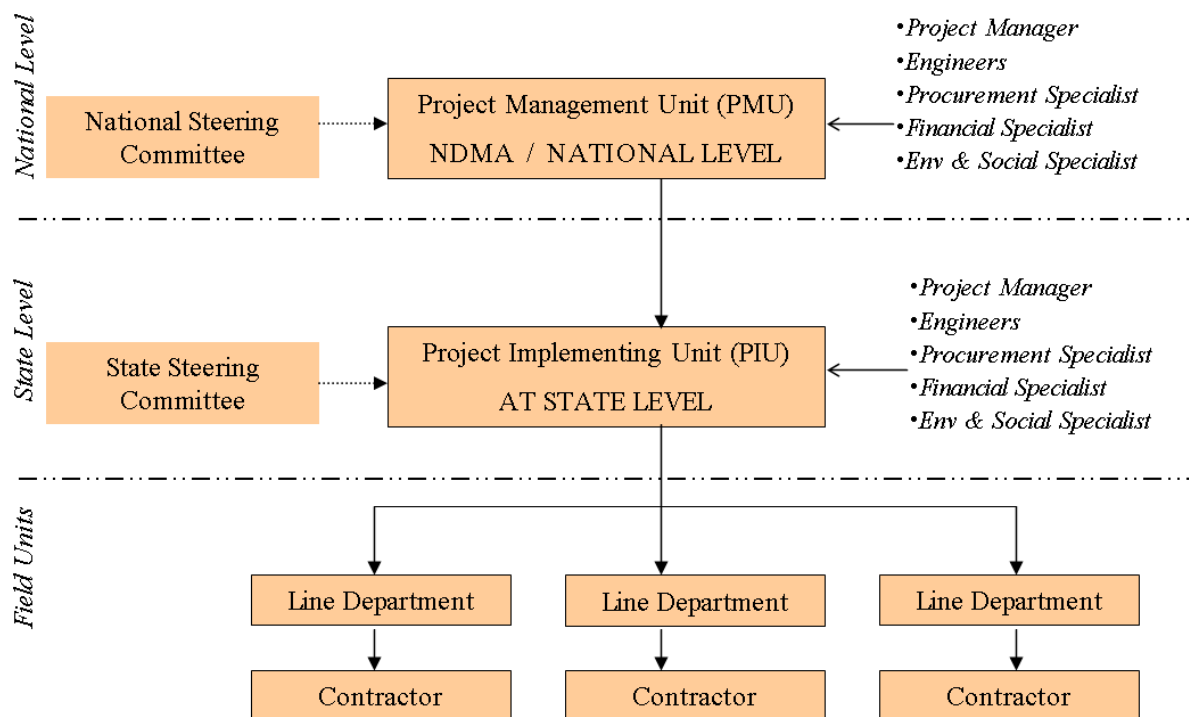 National Level
National Steering
Committee
Project Management Unit (PMU)
NDMA / NATIONAL LEVEL
•Project Manager
•Engineers
•Procurement Specialist
•Financial Specialist
•Env & Social Specialist
State Level
State Steering
Committee
Project Implementing Unit (PIU)
AT STATE LEVEL
•Project Manager
•Engineers
•Procurement Specialist
•Financial Specialist
•Env & Social Specialist
Field Units
Line Department
Line Department
Line Department
Contractor
Contractor
Contractor